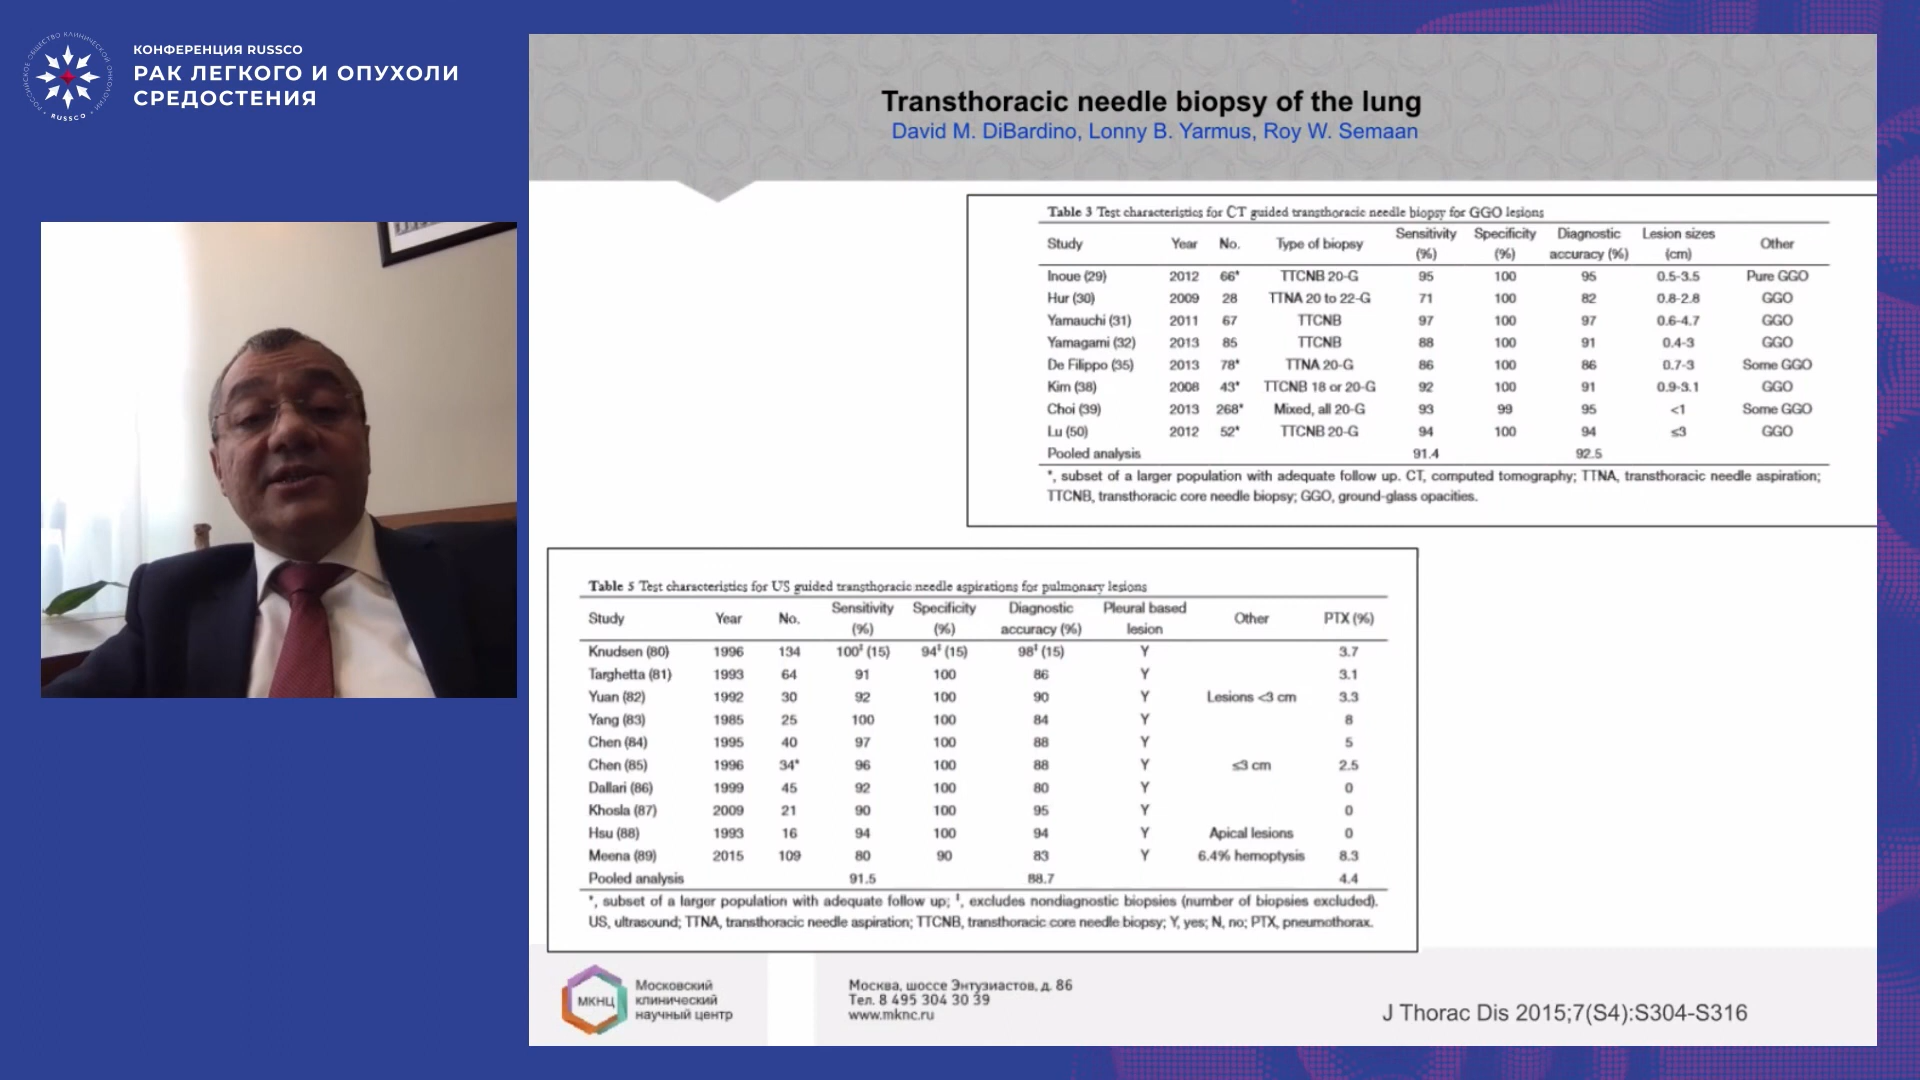 КОНФЕРЕНЦИЯ RUSSCO
РАК ЛЕГКОГО И ОПУХОЛИ
СРЕДОСТЕНИЯ
РОССИЙСКОЕ ОБЩЕСТВО КЛИНИЧЕСКОЙ ОНКОЛОГИИ
RUSSCO
Transthoracic needle biopsy of the lung
David M. DiBardino, Lonny B. Yarmus, Roy W. Semaan
Table 3 Test characteristics for CT guided transthoracic needle biopsy for GGO lesions
Study Year No. Type of biopsy Sensitivity (%) Specificity (%) Diagnostic accuracy (%) Lesion sizes (cm) Other
Inoue (29) 2012 66* TTCNB 20-G 95 100 95 0.5-3.5 Pure GGO
Hur (30) 2009 28 TTNA 20 to 22-G 71 100 82 0.8-2.8 GGO
Yamauchi (31) 2011 67 TTCNB 97 100 97 0.6-4.7 GGO
Yamagami (32) 2013 85 TTCNB 88 100 91 0.4-3 GGO
De Filippo (35) 2013 78* TTNA 20-G 86 100 86 0.7-3 Some GGO
Kim (38) 2008 43* TTCNB 18 or 20-G 92 100 91 0.9-3.1 GGO
Choi (39) 2013 268* Mixed, all 20-G 93 99 95 <1 Some GGO
Lu (50) 2012 52* TTCNB 20-G 94 100 94 ≤3 GGO
Pooled analysis 91.4 92.5
*, subset of a larger population with adequate follow up. CT, computed tomography; TTNA, transthoracic needle aspiration;
TTCNB, transthoracic core needle biopsy; GGO, ground-glass opacities.
Table 5 Test characteristics for US guided transthoracic needle aspirations for pulmonary lesions
Study Year No. Sensitivity (%) Specificity (%) Diagnostic accuracy (%) Pleural based lesion Other PTX (%)
Knudsen (80) 1996 134 100‡ (15) 94‡ (15) 98‡ (15) Y 3.7
Targhetta (81) 1993 64 91 100 86 Y 3.1
Yuan (82) 1992 30 92 100 90 Y Lesions <3 cm 3.3
Yang (83) 1985 25 100 100 84 Y 8
Chen (84) 1995 40 97 100 88 Y 5
Chen (85) 1996 34* 96 100 88 Y ≤3 cm 2.5
Dallari (86) 1999 45 92 100 80 Y 0
Khosla (87) 2009 21 90 100 95 Y 0
Hsu (88) 1993 16 94 100 94 Y Apical lesions 0
Meena (89) 2015 109 80 90 83 Y 6.4% hemoptysis 8.3
Pooled analysis 91.5 88.7 4.4
*, subset of a larger population with adequate follow up; ‡, excludes nondiagnostic biopsies (number of biopsies excluded).
US, ultrasound; TTNA, transthoracic needle aspiration; TTCNB, transthoracic core needle biopsy; Y, yes; N, no; PTX, pneumothorax.
МКНЦ
Московский
клинический
научный центр
Москва, шоссе Энтузиастов, д. 86
Тел. 8 495 304 30 39
www.mknc.ru
J Thorac Dis 2015;7(S4):S304-S316